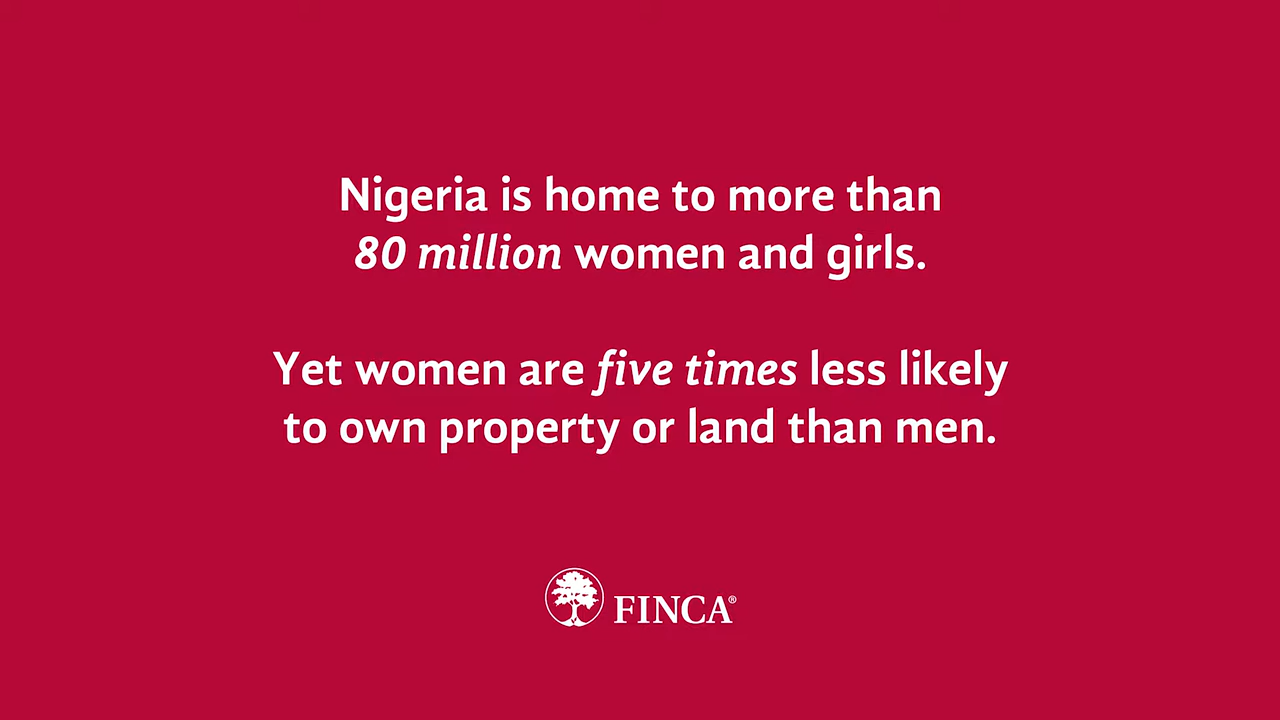 Nigeria is home to more than
80 million women and girls.
Yet women are five times less likely
to own property or land than men.
FINCA®